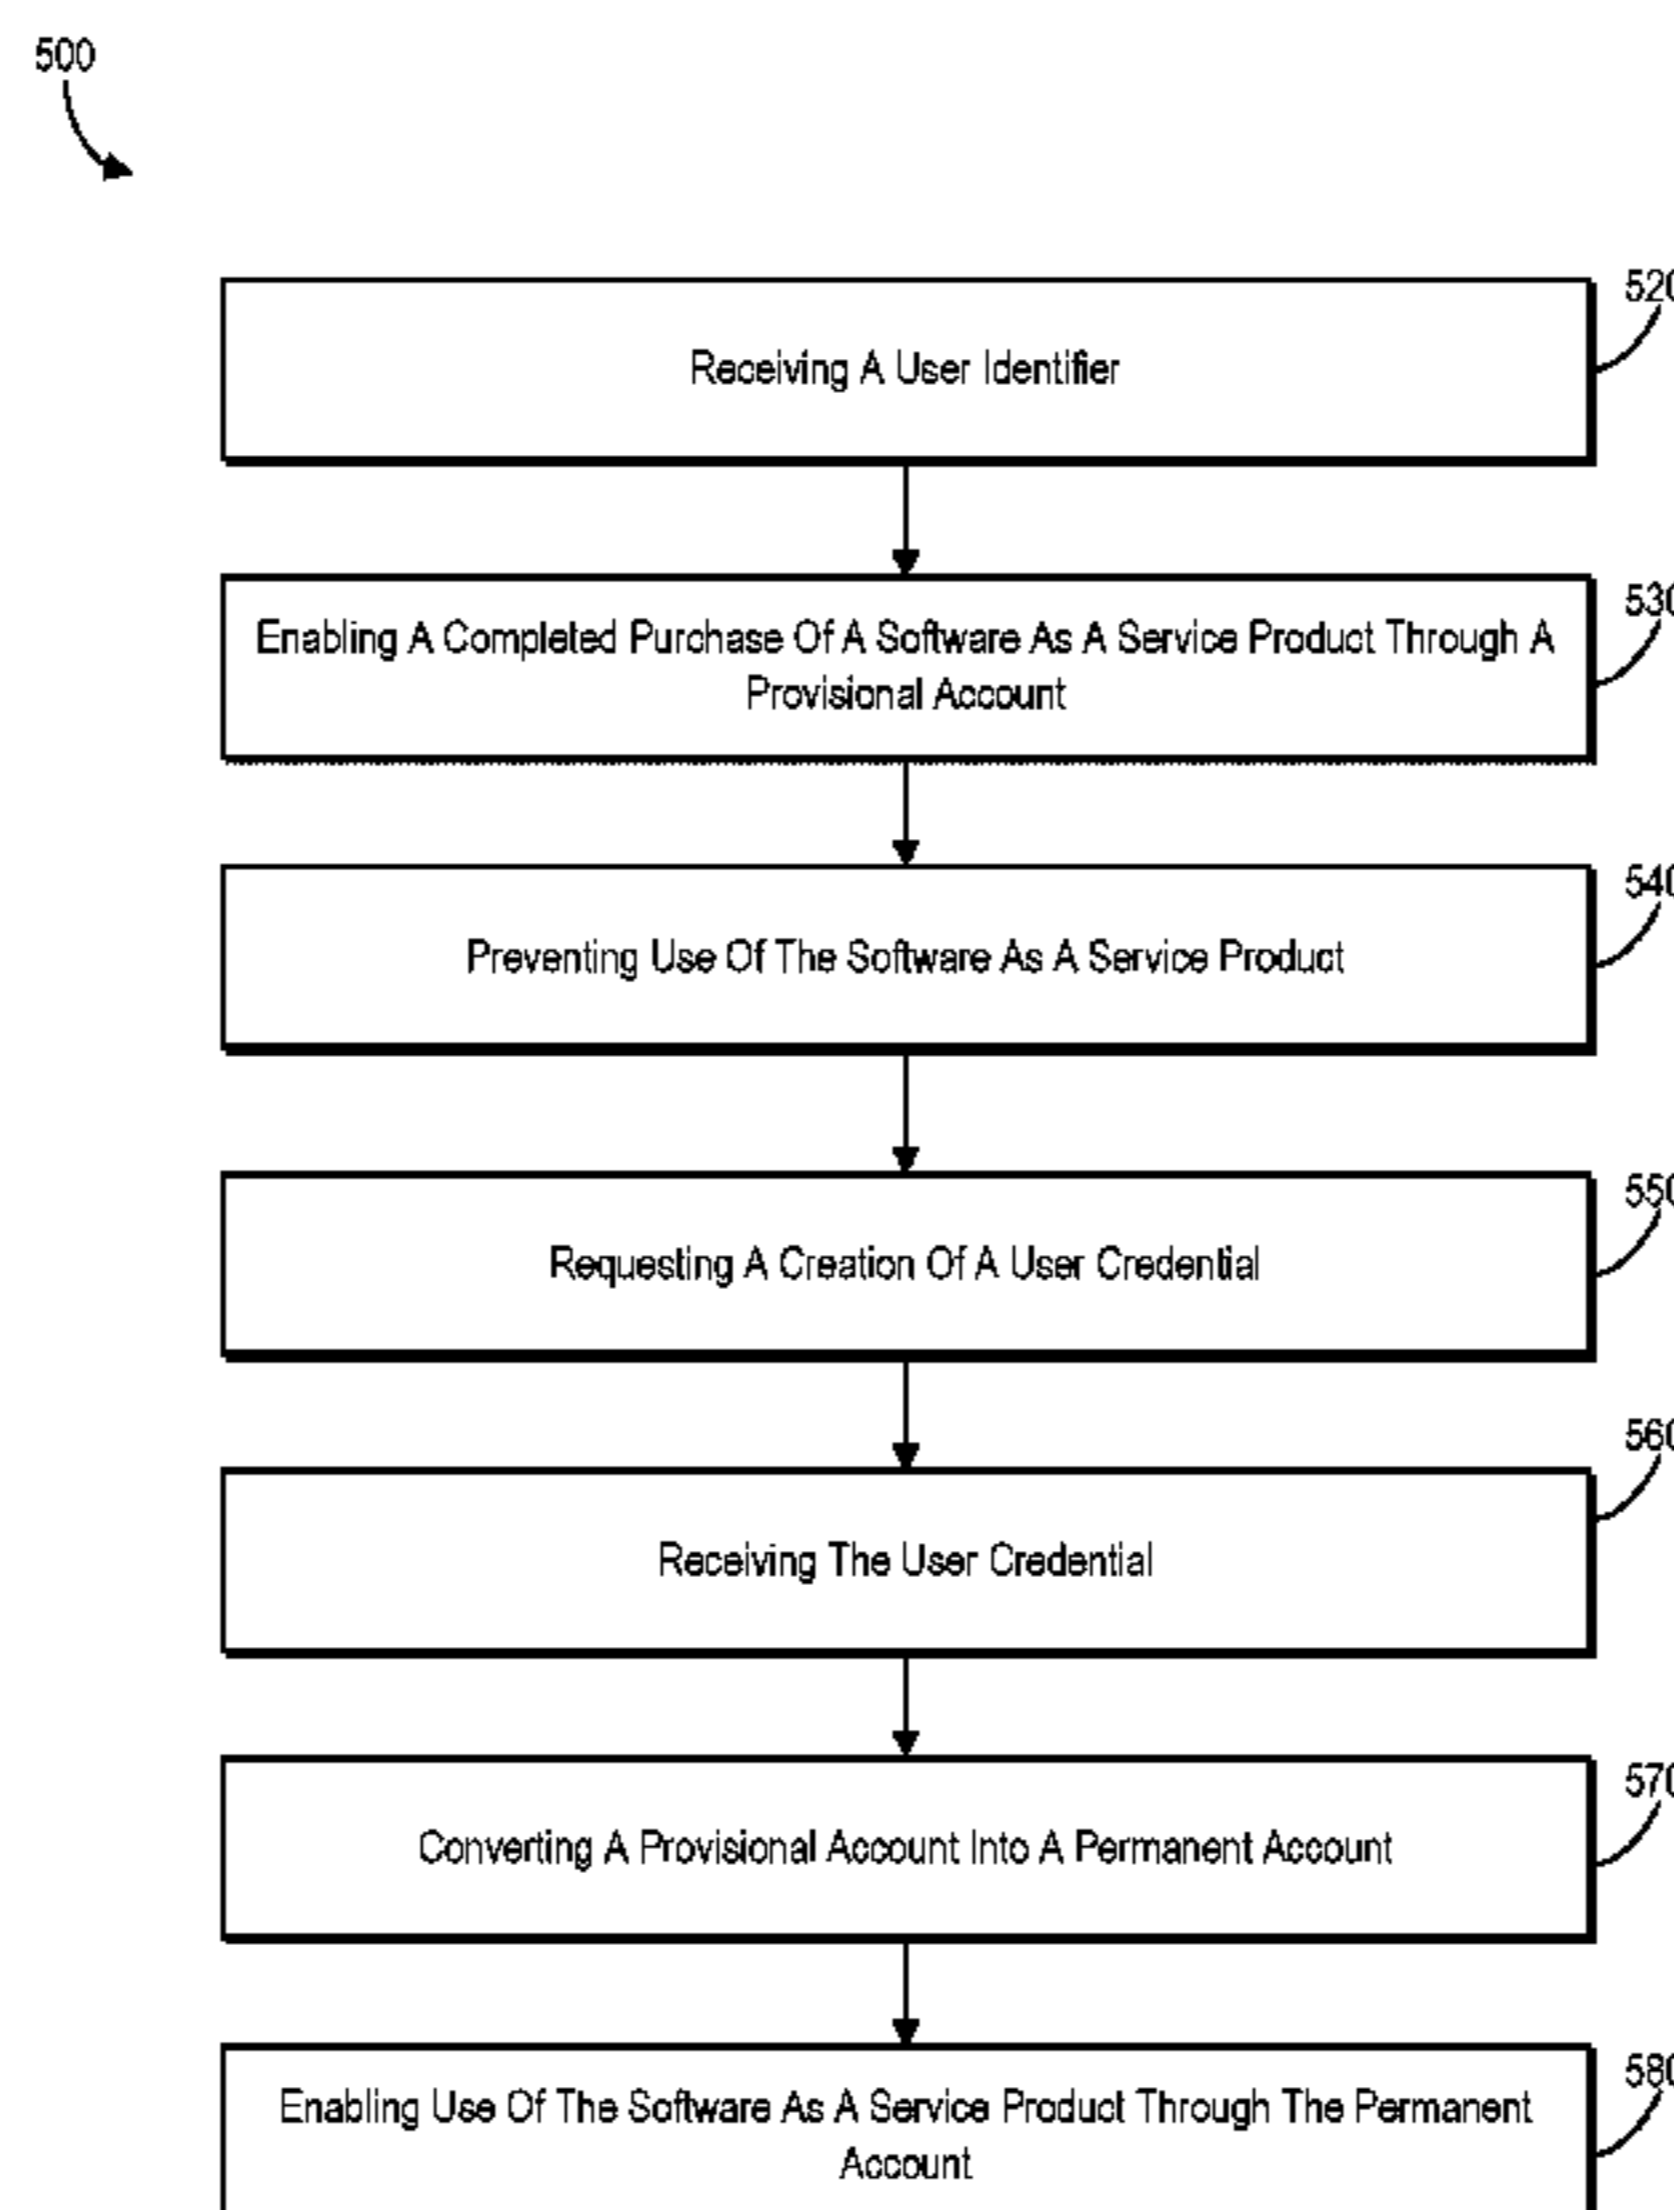 500
520
Receiving A User Identifier
530
Enabling A Completed Purchase Of A Software As A Service Product Through A
Provisional Account
540
Preventing Use Of The Software As A Service Product
550
Requesting A Creation Of A User Credential
560
Receiving The User Credential
570
Converting A Provisional Account Into A Permanent Account
580
Enabling Use Of The Software As A Service Product Through The Permanent
Account